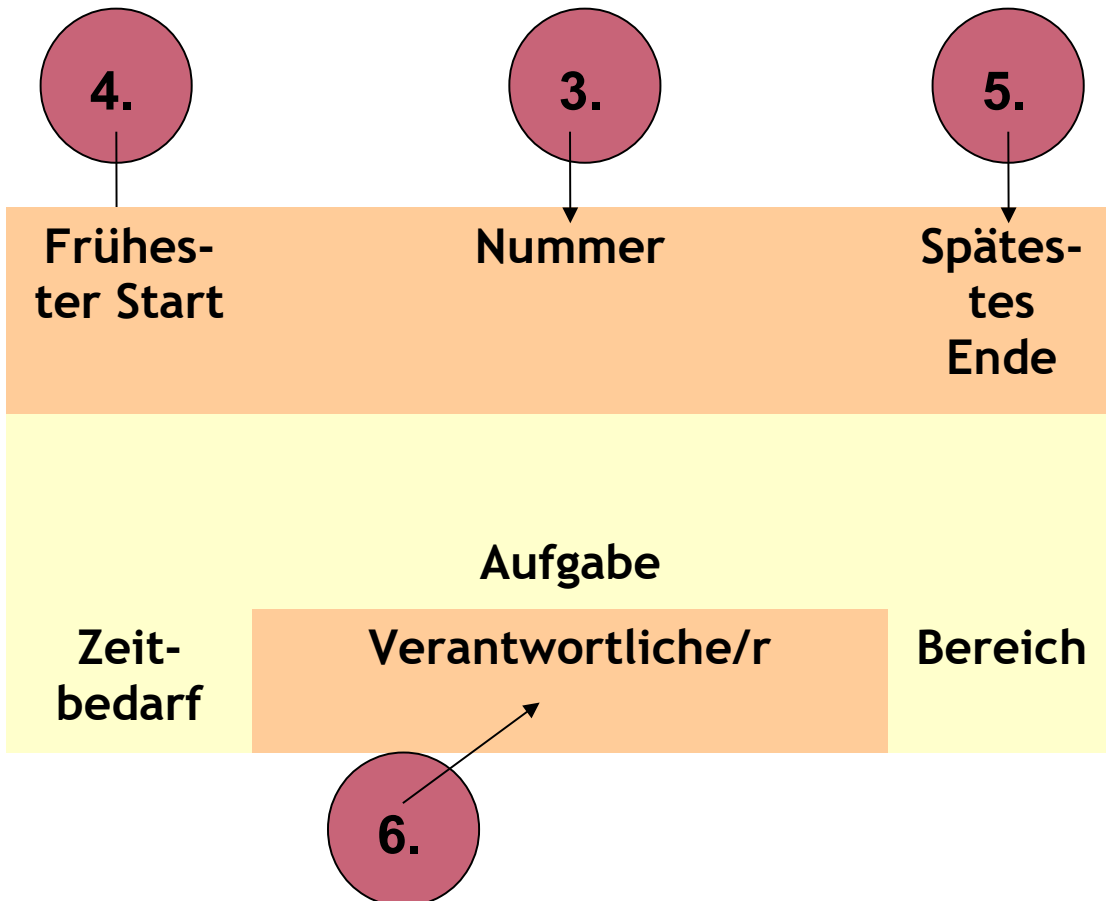 4.
3.
5.
Frühes-
ter Start
Nummer
Spätes-
tes
Ende
Aufgabe
Zeit-
bedarf
Verantwortliche/r
Bereich
6.